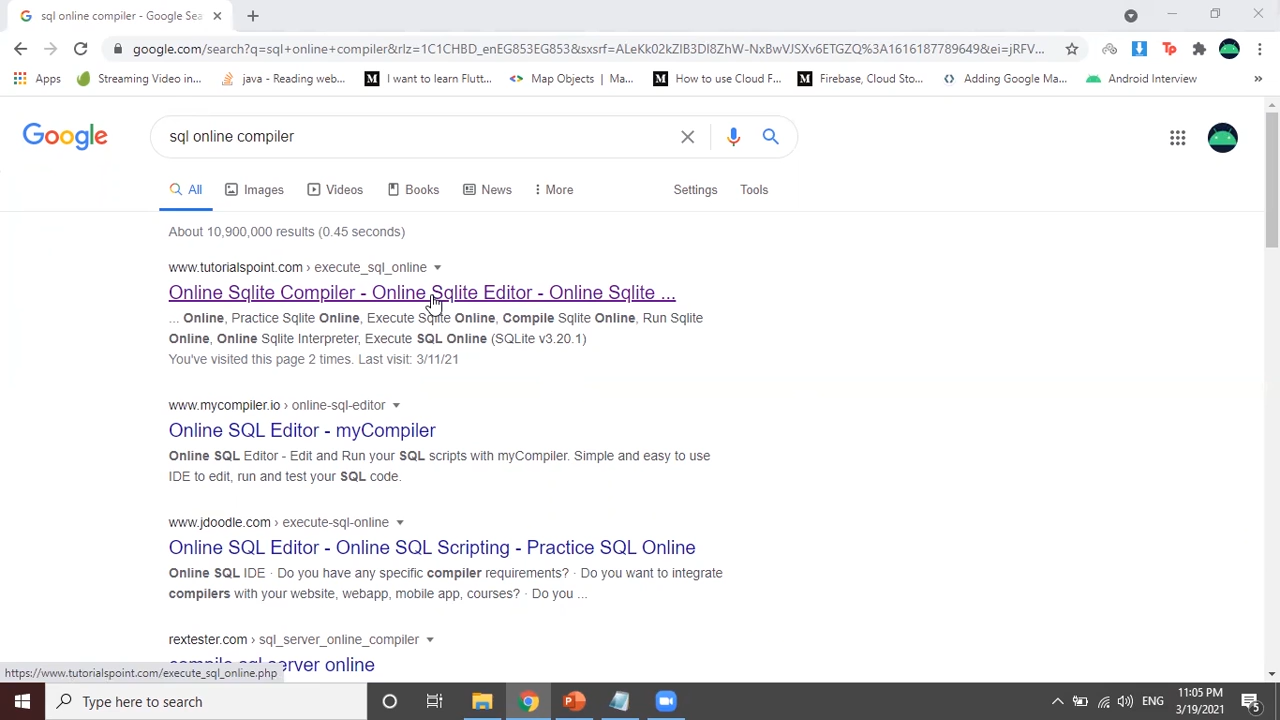 sql online compiler - Google Sea
google.com/search?q=sql+online+compiler&rlz=1C1CHBD_enEG853EG853&sxsrf=ALeKk02kZIB3Dl8ZhW-NxBwVJSXv6ETGZQ%3A1616187789649&ei=jRFV...
Apps Streaming Video in... java - Reading web... I want to learn Flutt... Map Objects | Ma... How to use Cloud F... Firebase, Cloud Sto... Adding Google Ma... Android Interview »
Google sql online compiler
All Images Videos Books News More Settings Tools
About 10,900,000 results (0.45 seconds)
www.tutorialspoint.com › execute_sql_online
Online Sqlite Compiler - Online Sqlite Editor - Online Sqlite ...
... Online, Practice Sqlite Online, Execute Sqlite Online, Compile Sqlite Online, Run Sqlite
Online, Online Sqlite Interpreter, Execute SQL Online (SQLite v3.20.1)
You've visited this page 2 times. Last visit: 3/11/21
www.mycompiler.io › online-sql-editor
Online SQL Editor - myCompiler
Online SQL Editor - Edit and Run your SQL scripts with myCompiler. Simple and easy to use
IDE to edit, run and test your SQL code.
www.jdoodle.com › execute-sql-online
Online SQL Editor - Online SQL Scripting - Practice SQL Online
Online SQL IDE · Do you have any specific compiler requirements? · Do you want to integrate
compilers with your website, webapp, mobile app, courses? · Do you ...
rextester.com › sql_server_online_compiler
compile sql server online
https://www.tutorialspoint.com/execute_sql_online.php
Type here to search
ENG
11:05 PM
3/19/2021
5